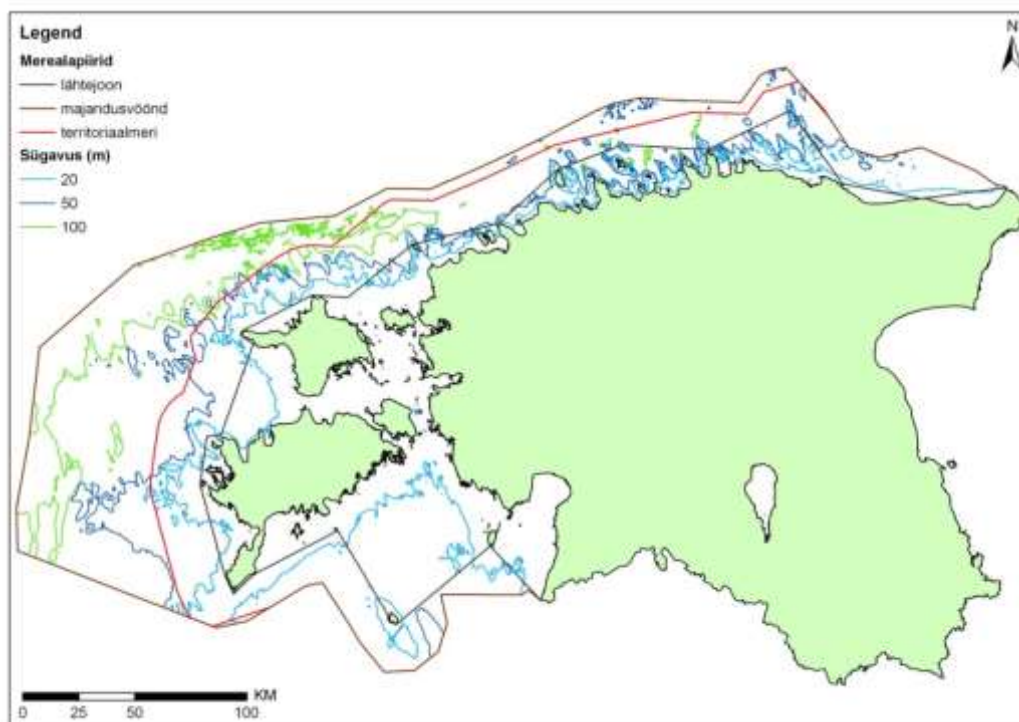 Legend
Merealapiirid
lähtejoon
majandusvöönd
territoriaalmeri
Sügavus (m)
20
50
100
N
KM
0 25 50 100